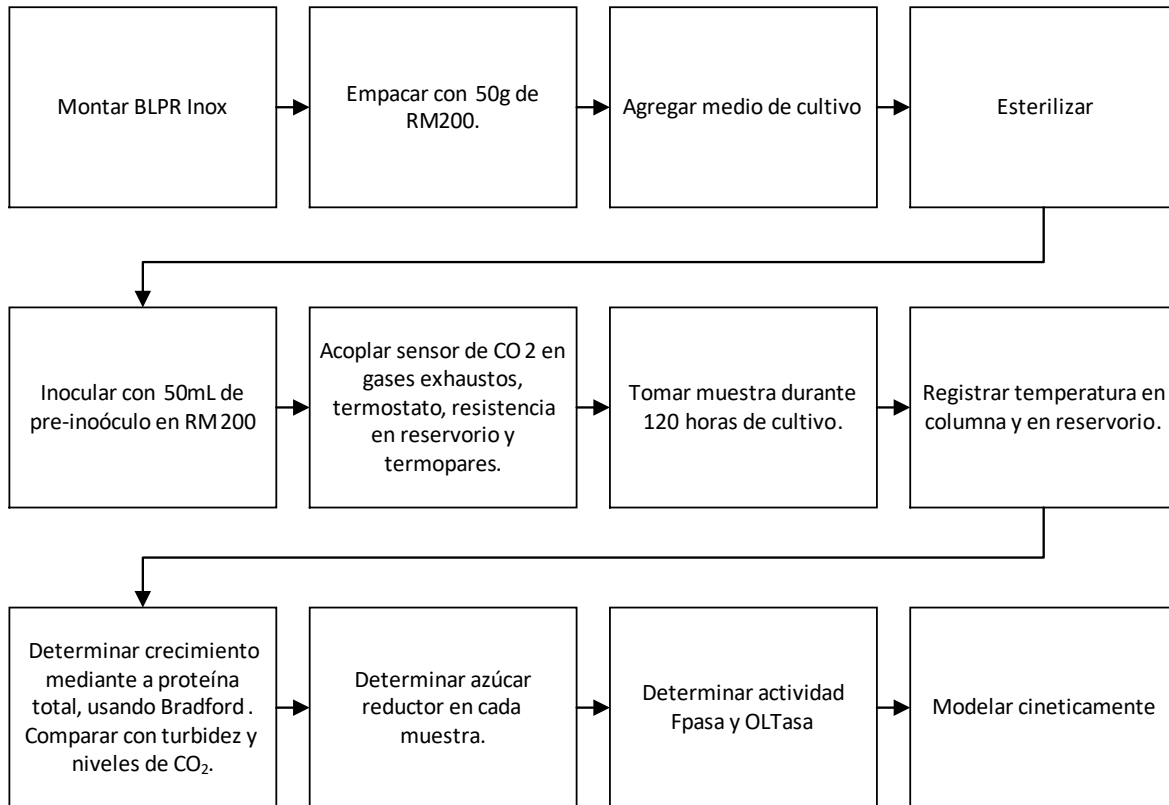 Montar BLPR Inox
Empacar con 50g de
RM200.
Agregar medio de cultivo
Esterilizar
Inocular con 50mL de
pre-inoóculo en RM200
Acoplar sensor de CO2 en
gases exhaustos,
termostato, resistencia
en reservorio y
termopares.
Tomar muestra durante
120 horas de cultivo.
Registrar temperatura en
columna y en reservorio.
Determinar crecimiento
mediante a proteína
total, usando Bradford.
Comparar con turbidez y
niveles de CO₂.
Determinar azúcar
reductor en cada
muestra.
Determinar actividad
Fpasa y OLTasa
Modelar cineticamente